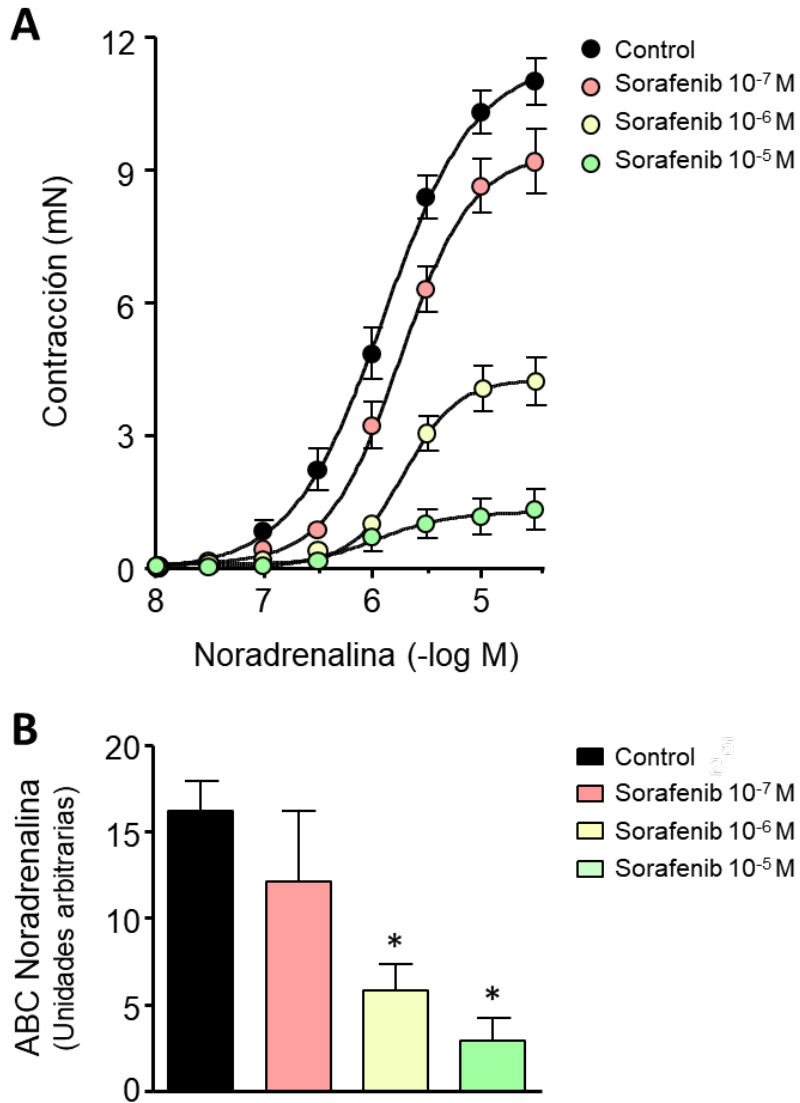 A
12
9
6
3
0
Contracción (mN)
8 7 6 5
Noradrenalina (-log M)
Control
Sorafenib 10⁻⁷ M
Sorafenib 10⁻⁶ M
Sorafenib 10⁻⁵ M
B
20
15
10
5
0
ABC Noradrenalina
(Unidades arbitrarias)
*
*
Control
Sorafenib 10⁻⁷ M
Sorafenib 10⁻⁶ M
Sorafenib 10⁻⁵ M